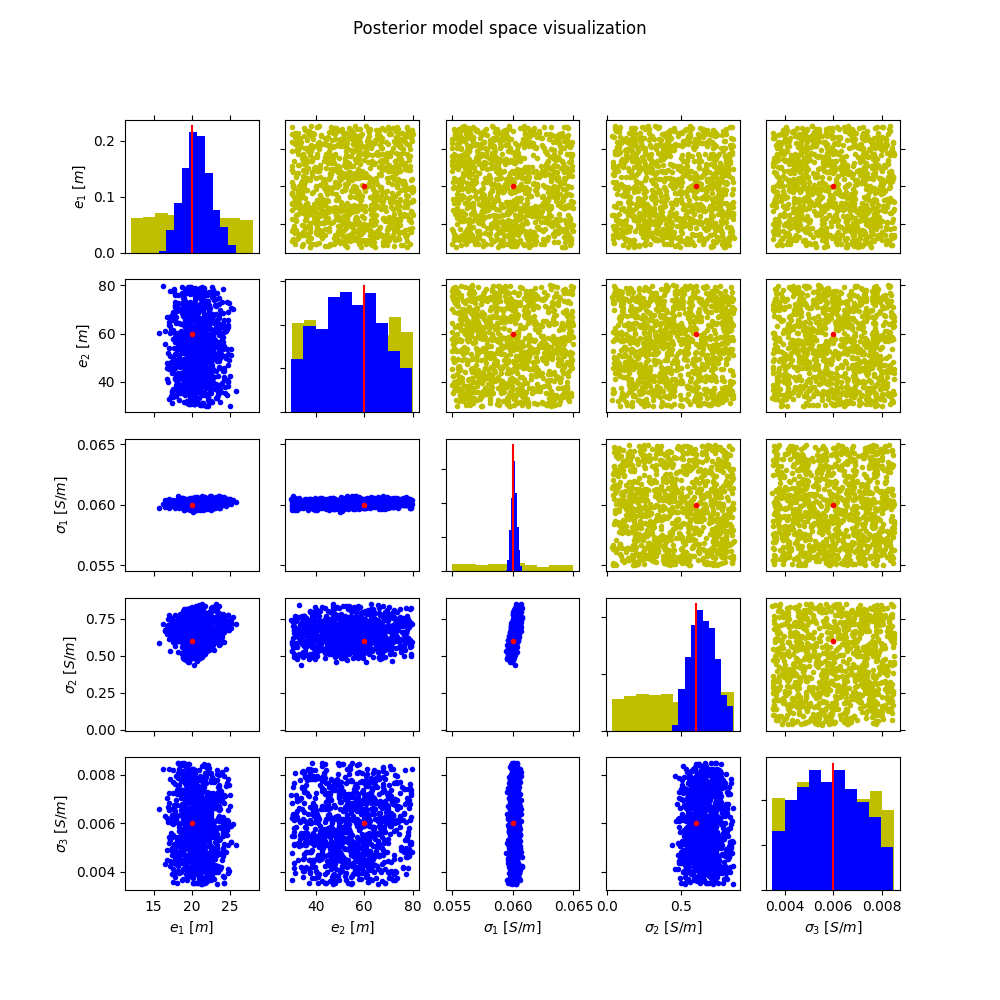 Posterior model space visualization
0.2
0.1
0.0
e₁ [m]
80
60
40
e₂ [m]
0.065
0.060
0.055
σ₁ [S/m]
0.75
0.50
0.25
0.00
σ₂ [S/m]
0.008
0.006
0.004
σ₃ [S/m]
15 20 25 40 60 80 0.055 0.060 0.065 0.0 0.5 0.004 0.006 0.008
e₁ [m] e₂ [m] σ₁ [S/m] σ₂ [S/m] σ₃ [S/m]